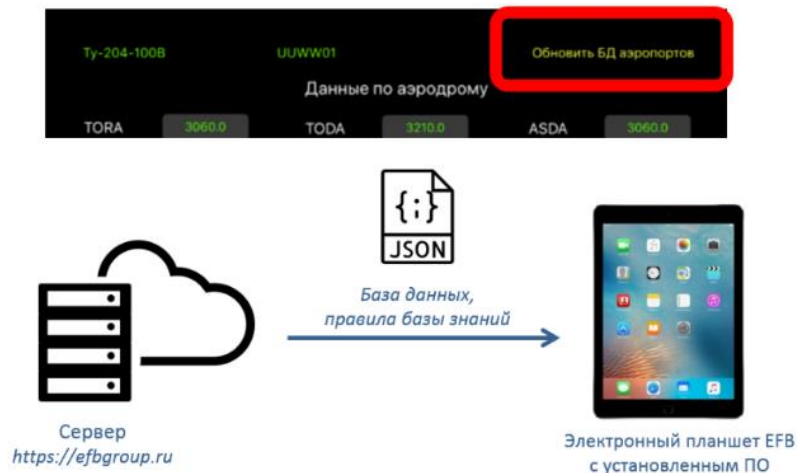 Ту-204-100В UUWW01 Обновить БД аэропортов
Данные по аэродрому
TORA 3060.0 TODA 3210.0 ASDA 3060.0
{;}
JSON
База данных,
правила базы знаний
Сервер
https://efbgroup.ru
Электронный планшет EFB
с установленным ПО